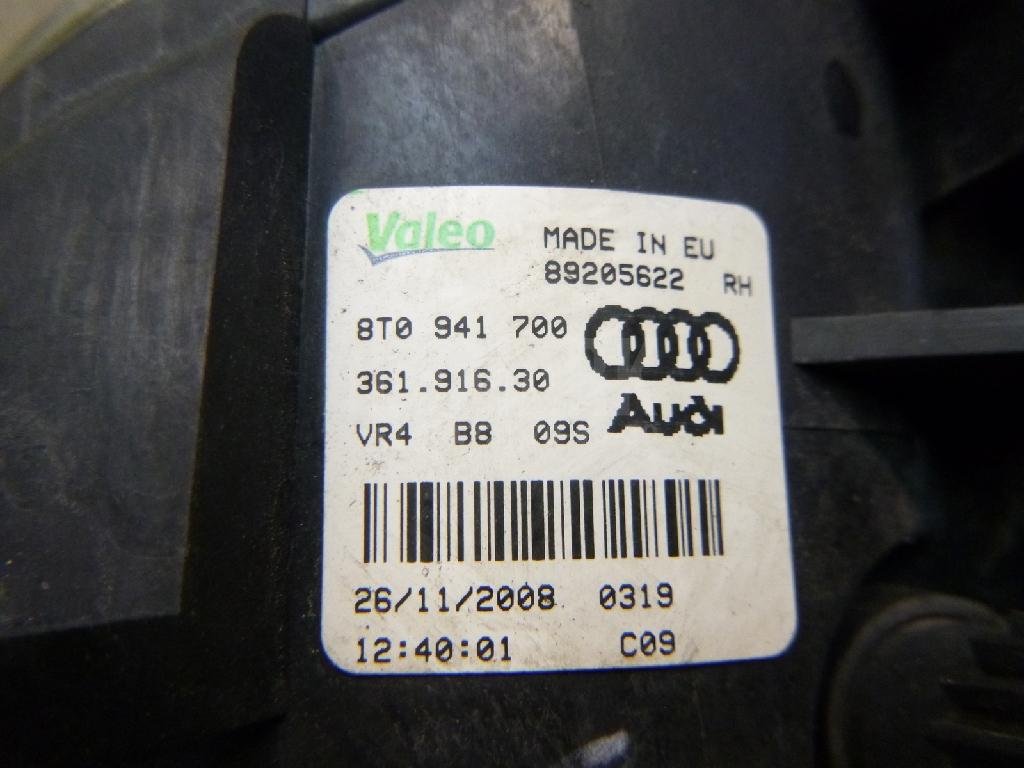 Valeo
MADE IN EU
89205622 RH
8T0 941 700
361.916.30
VR4 B8 09S
Audi
26/11/2008 0319
12:40:01 C09